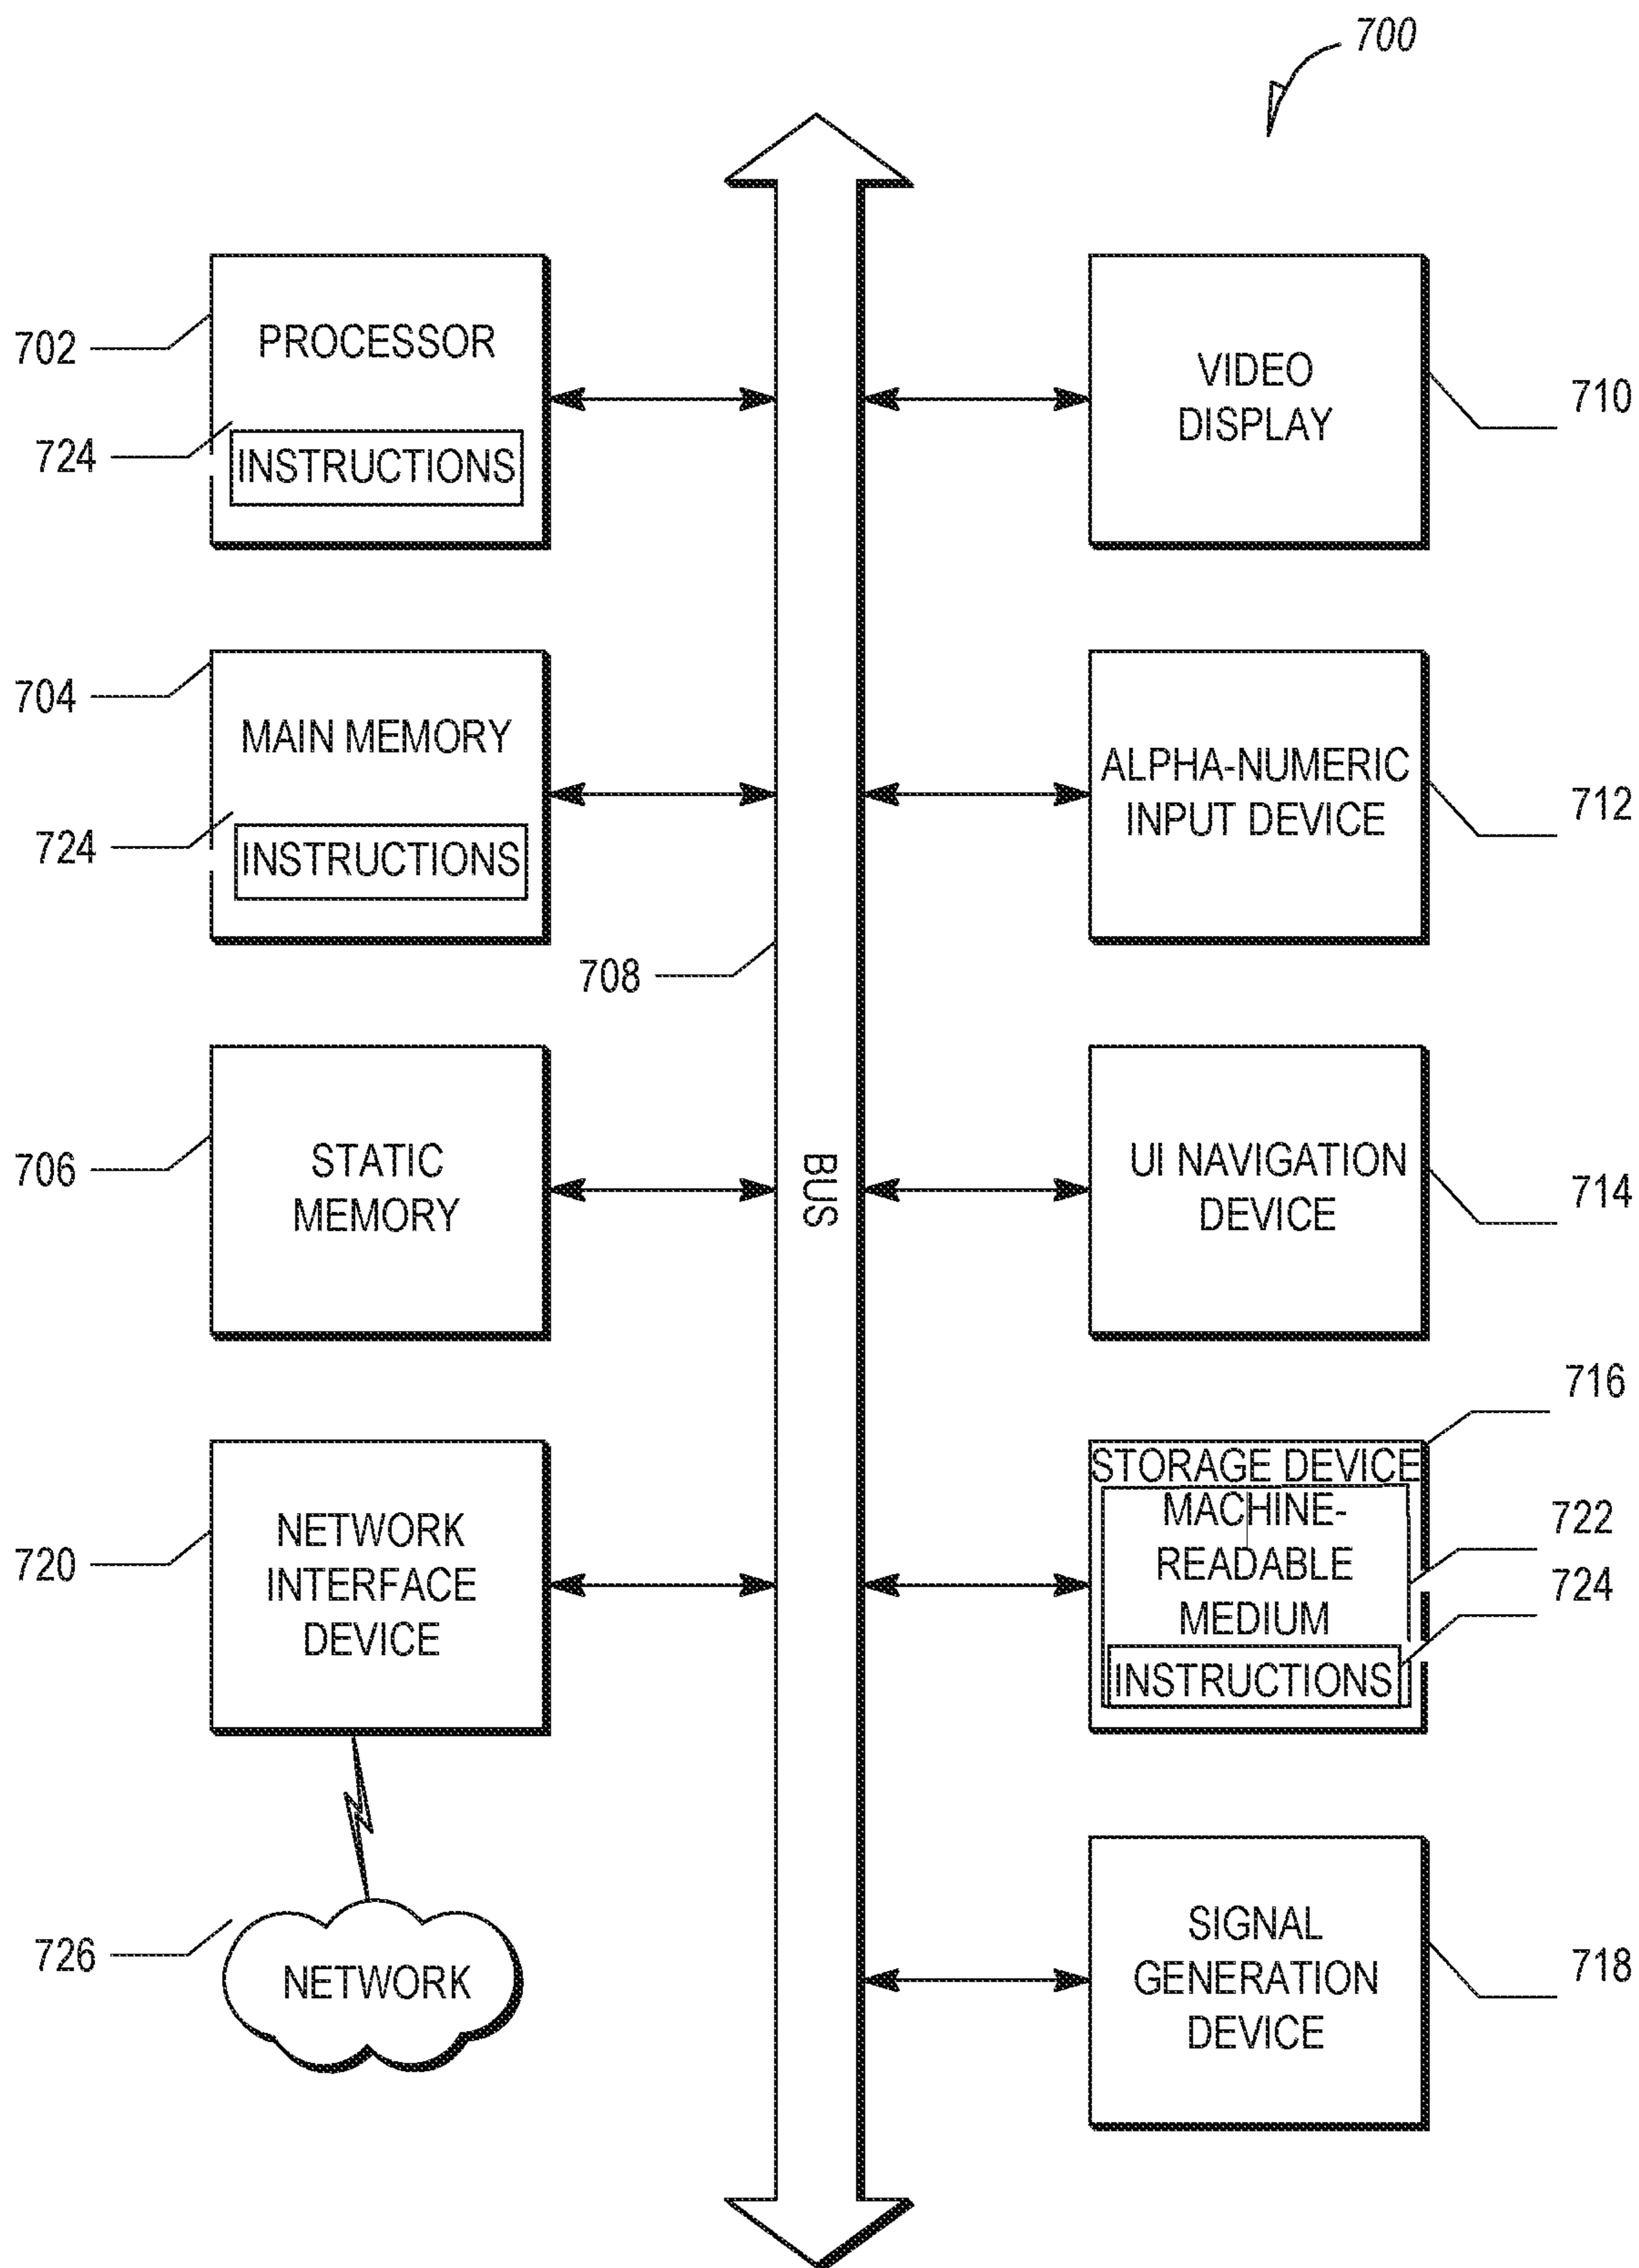 700
702
PROCESSOR
724
INSTRUCTIONS
VIDEO
DISPLAY
710
704
MAIN MEMORY
724
INSTRUCTIONS
ALPHA-NUMERIC
INPUT DEVICE
712
708
BUS
706
STATIC
MEMORY
UI NAVIGATION
DEVICE
714
720
NETWORK
INTERFACE
DEVICE
716
STORAGE DEVICE
MACHINE-
READABLE
MEDIUM
722
724
INSTRUCTIONS
726
NETWORK
SIGNAL
GENERATION
DEVICE
718